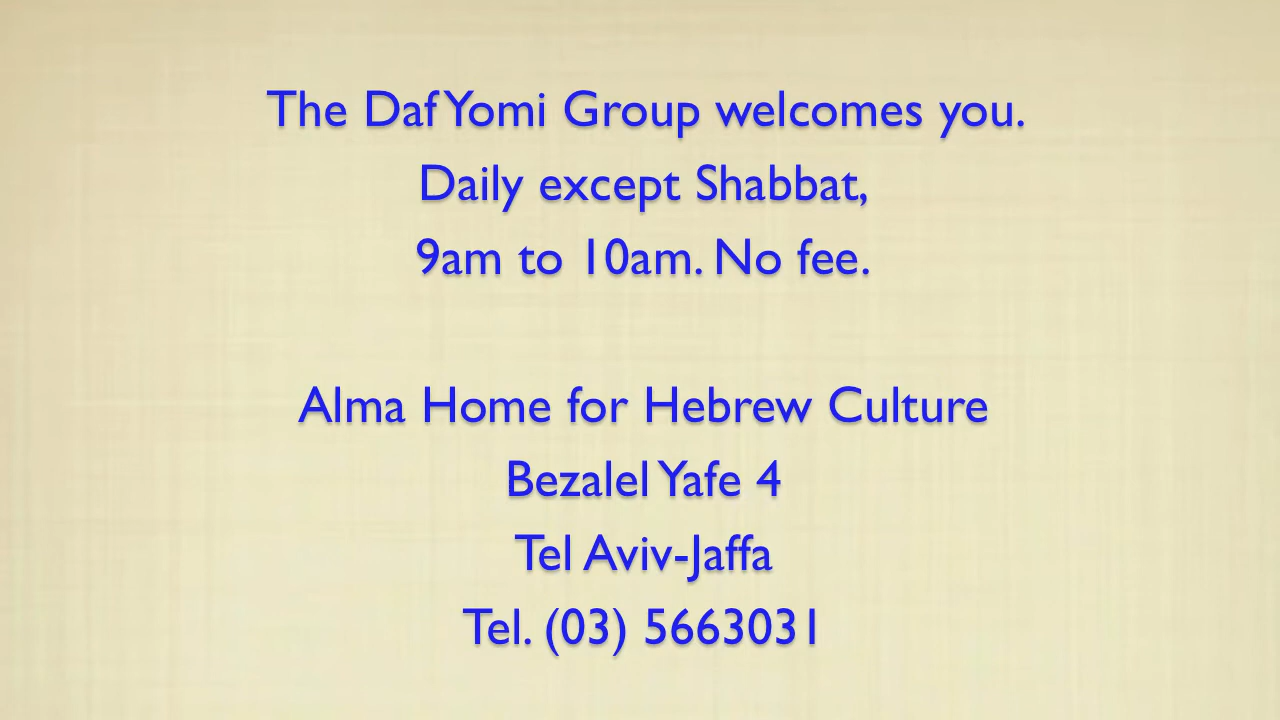 The Daf Yomi Group welcomes you.
Daily except Shabbat,
9am to 10am. No fee.
Alma Home for Hebrew Culture
Bezalel Yafe 4
Tel Aviv-Jaffa
Tel. (03) 5663031